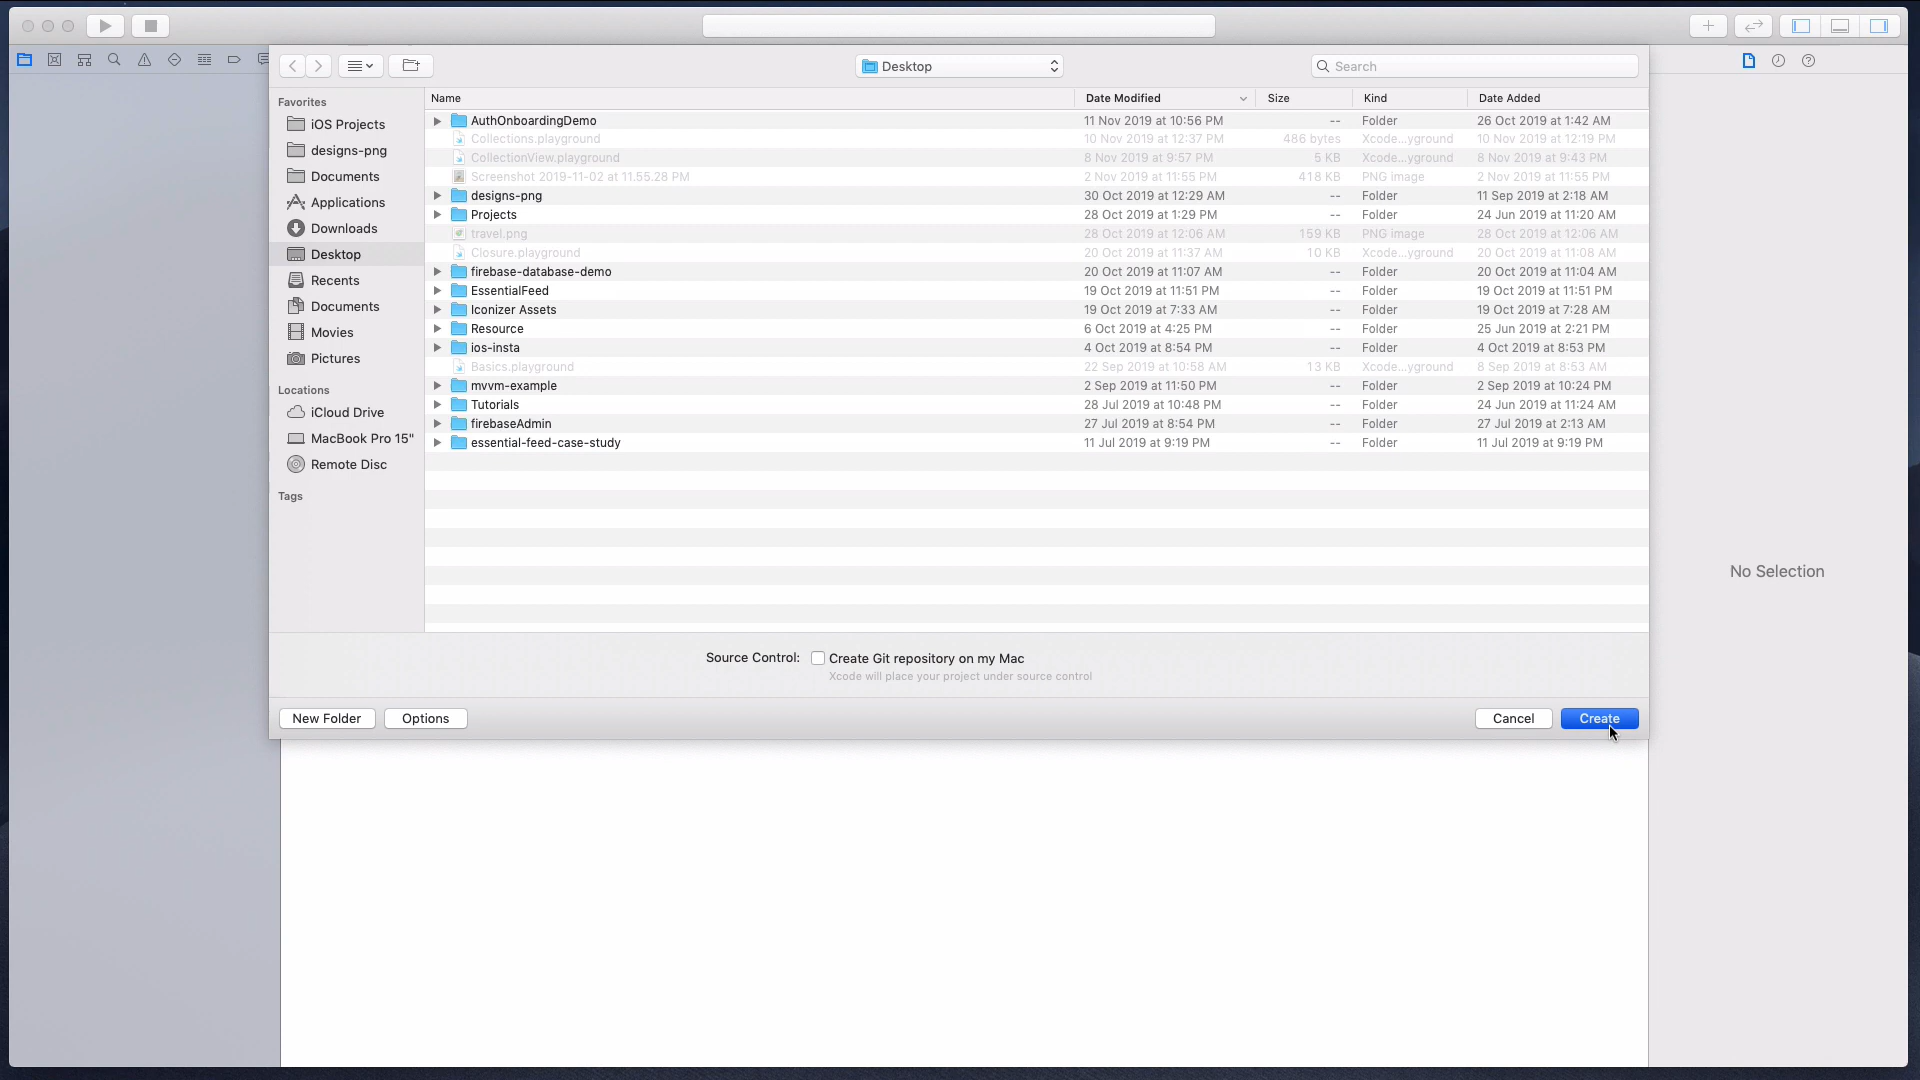 Desktop
Search
Favorites
iOS Projects
designs-png
Documents
Applications
Downloads
Desktop
Recents
Documents
Movies
Pictures
Locations
iCloud Drive
MacBook Pro 15"
Remote Disc
Tags
Name Date Modified Size Kind Date Added
AuthOnboardingDemo 11 Nov 2019 at 10:56 PM -- Folder 26 Oct 2019 at 1:42 AM
Collections.playground 10 Nov 2019 at 12:37 PM 486 bytes Xcode...yground 10 Nov 2019 at 12:19 PM
CollectionView.playground 8 Nov 2019 at 9:57 PM 5 KB Xcode...yground 8 Nov 2019 at 9:43 PM
Screenshot 2019-11-02 at 11.55.28 PM 2 Nov 2019 at 11:55 PM 418 KB PNG image 2 Nov 2019 at 11:55 PM
designs-png 30 Oct 2019 at 12:29 AM -- Folder 11 Sep 2019 at 2:18 AM
Projects 28 Oct 2019 at 1:29 PM -- Folder 24 Jun 2019 at 11:20 AM
travel.png 28 Oct 2019 at 12:06 AM 159 KB PNG image 28 Oct 2019 at 12:06 AM
Closure.playground 20 Oct 2019 at 11:37 AM 10 KB Xcode...yground 20 Oct 2019 at 11:08 AM
firebase-database-demo 20 Oct 2019 at 11:07 AM -- Folder 20 Oct 2019 at 11:04 AM
EssentialFeed 19 Oct 2019 at 11:51 PM -- Folder 19 Oct 2019 at 11:51 PM
Iconizer Assets 19 Oct 2019 at 7:33 AM -- Folder 19 Oct 2019 at 7:28 AM
Resource 6 Oct 2019 at 4:25 PM -- Folder 25 Jun 2019 at 2:21 PM
ios-insta 4 Oct 2019 at 8:54 PM -- Folder 4 Oct 2019 at 8:53 PM
Basics.playground 22 Sep 2019 at 10:58 AM 13 KB Xcode...yground 8 Sep 2019 at 8:53 AM
mvvm-example 2 Sep 2019 at 11:50 PM -- Folder 2 Sep 2019 at 10:24 PM
Tutorials 28 Jul 2019 at 10:48 PM -- Folder 24 Jun 2019 at 11:24 AM
firebaseAdmin 27 Jul 2019 at 8:54 PM -- Folder 27 Jul 2019 at 2:13 AM
essential-feed-case-study 11 Jul 2019 at 9:19 PM -- Folder 11 Jul 2019 at 9:19 PM
No Selection
Source Control: Create Git repository on my Mac
Xcode will place your project under source control
New Folder Options Cancel Create